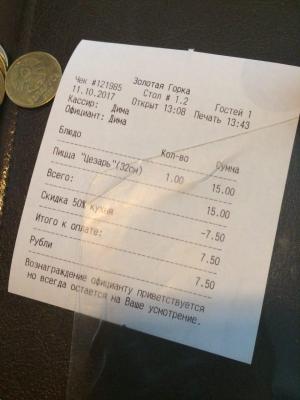 Золотая Горка
Чек #121985 Стол # 1.2 Гостей 1
11.10.2017 Открыт 13:08 Печать 13:43
Кассир: Дима
Официант: Дима
Блюдо Кол-во Сумма
Пицца "Цезарь"(32см) 1.00 15.00
Всего: 15.00
Скидка 50% кухня -7.50
Итого к оплате: 7.50
Рубли 7.50
Вознаграждение официанту приветствуется
но всегда остается на Ваше усмотрение.